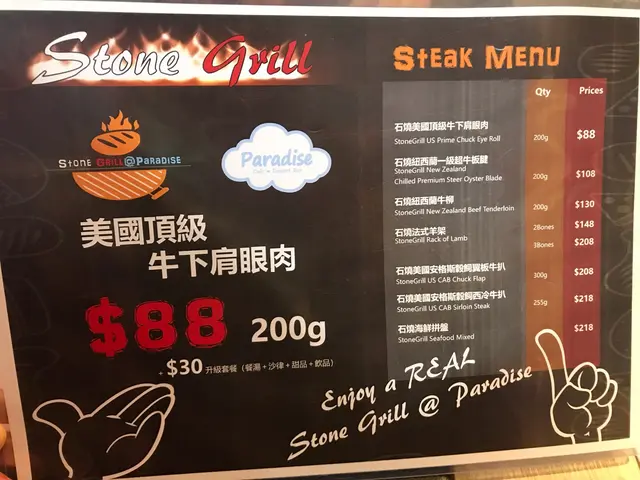 Stone Grill
STONE GRILL@PARADISE
Paradise
美國頂級
牛下肩眼肉
$88 200g
+ $30 升級套餐（餐湯+沙律+甜品+飲品）
STEAK MENU
Qty Prices
石燒美國頂級牛下肩眼肉
StoneGrill US Prime Chuck Eye Roll 200g $88
石燒紐西蘭一級超牛板腱
StoneGrill New Zealand
Chilled Premium Steer Oyster Blade 200g $108
石燒紐西蘭牛柳
StoneGrill New Zealand Beef Tenderloin 200g $130
石燒法式羊架
StoneGrill Rack of Lamb 2Bones $148
3Bones $208
石燒美國安格斯穀飼翼板牛扒
StoneGrill US CAB Chuck Flap 300g $208
石燒美國安格斯穀飼西冷牛扒
StoneGrill US CAB Sirloin Steak 255g $218
石燒海鮮拼盤
StoneGrill Seafood Mixed $218
Enjoy a REAL
Stone Grill @ Paradise